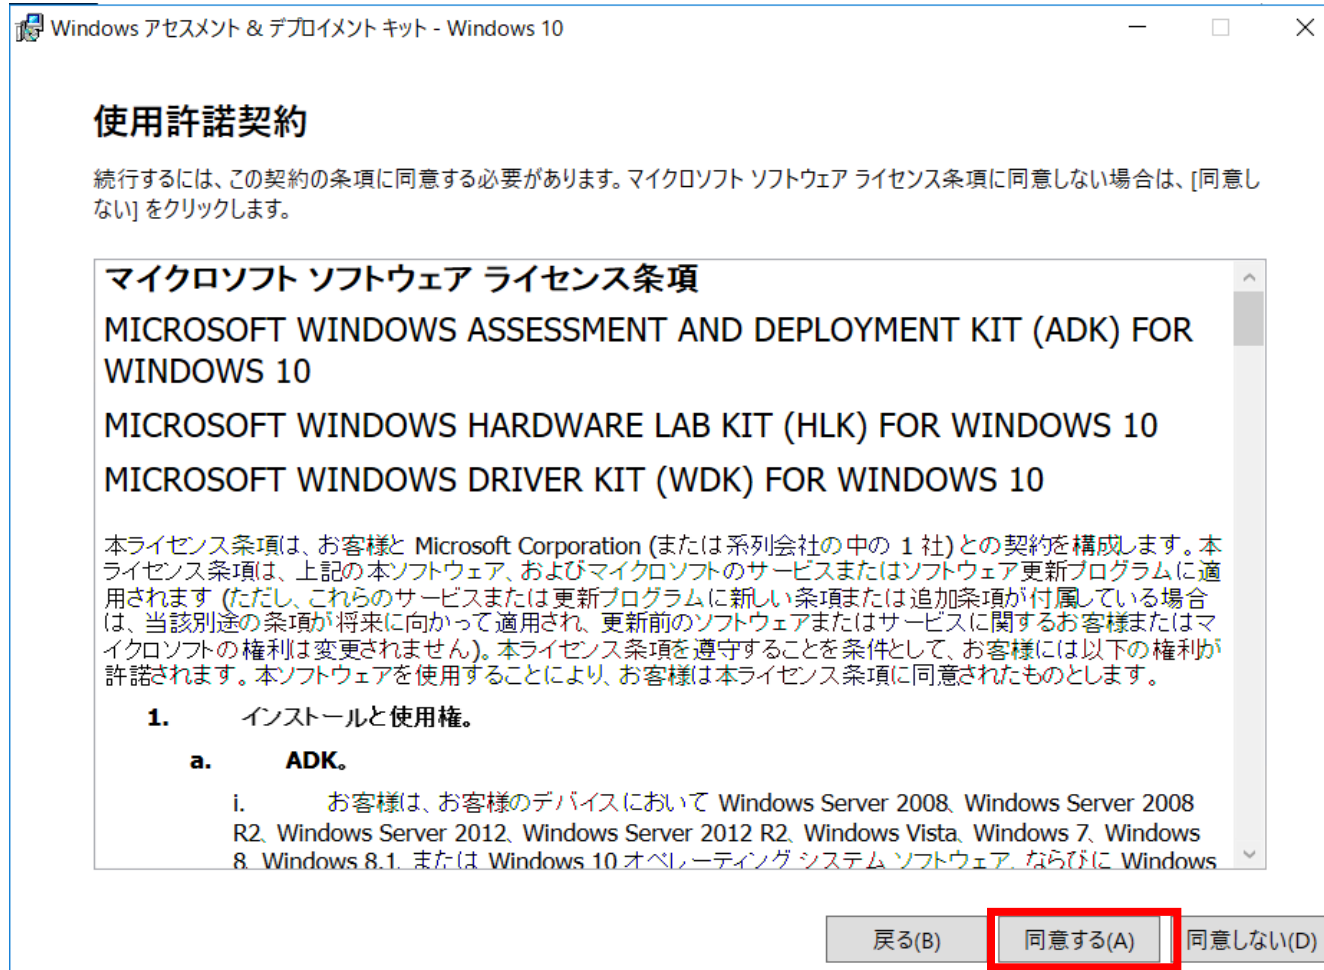 Windows アセスメント & デプロイメント キット - Windows 10
使用許諾契約
続行するには、この契約の条項に同意する必要があります。マイクロソフト ソフトウェア ライセンス条項に同意しない場合は、[同意し
ない] をクリックします。
マイクロソフト ソフトウェア ライセンス条項
MICROSOFT WINDOWS ASSESSMENT AND DEPLOYMENT KIT (ADK) FOR
WINDOWS 10
MICROSOFT WINDOWS HARDWARE LAB KIT (HLK) FOR WINDOWS 10
MICROSOFT WINDOWS DRIVER KIT (WDK) FOR WINDOWS 10
本ライセンス条項は、お客様と Microsoft Corporation (または系列会社の中の 1 社) との契約を構成します。本
ライセンス条項は、上記の本ソフトウェア、およびマイクロソフトのサービスまたはソフトウェア更新プログラムに適
用されます (ただし、これらのサービスまたは更新プログラムに新しい条項または追加条項が付属している場合
は、当該別途の条項が将来に向かって適用され、更新前のソフトウェアまたはサービスに関するお客様またはマ
イクロソフトの権利は変更されません)。本ライセンス条項を遵守することを条件として、お客様には以下の権利が
許諾されます。本ソフトウェアを使用することにより、お客様は本ライセンス条項に同意されたものとします。
1. インストールと使用権。
a. ADK。
i. お客様は、お客様のデバイスにおいて Windows Server 2008、Windows Server 2008
R2、Windows Server 2012、Windows Server 2012 R2、Windows Vista、Windows 7、Windows
8、Windows 8.1、または Windows 10 オペレーティング システム ソフトウェア、ならびに Windows
戻る(B) 同意する(A) 同意しない(D)